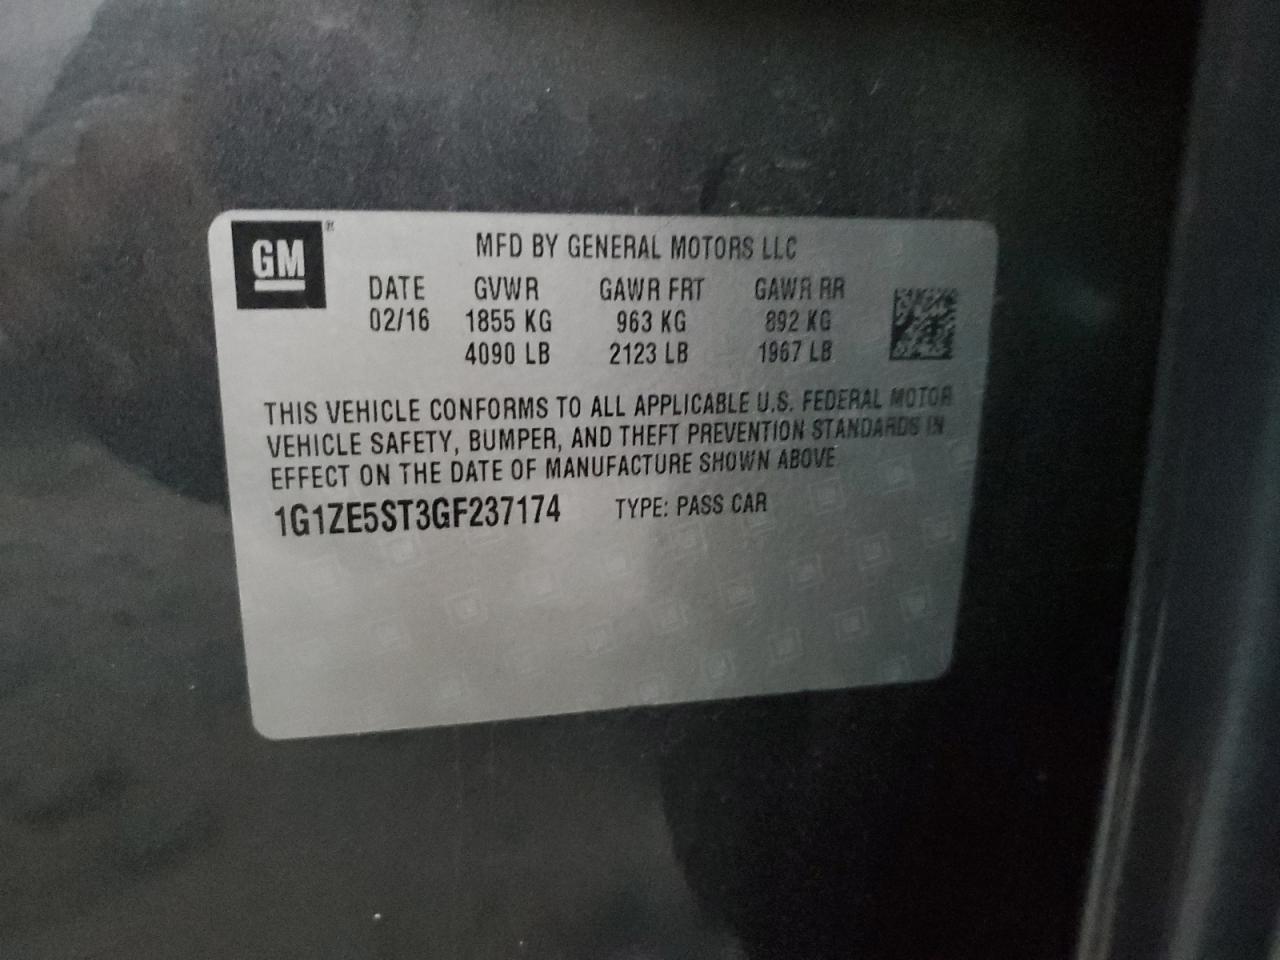 GM ®
MFD BY GENERAL MOTORS LLC
DATE GVWR GAWR FRT GAWR RR
02/16 1855 KG 963 KG 892 KG
4090 LB 2123 LB 1967 LB
THIS VEHICLE CONFORMS TO ALL APPLICABLE U.S. FEDERAL MOTOR
VEHICLE SAFETY, BUMPER, AND THEFT PREVENTION STANDARDS IN
EFFECT ON THE DATE OF MANUFACTURE SHOWN ABOVE
1G1ZE5ST3GF237174 TYPE: PASS CAR